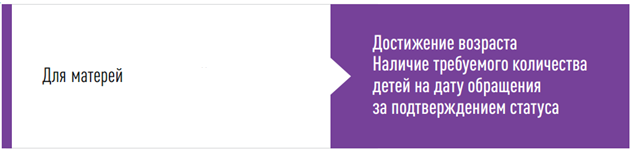 Для матерей
Достижение возраста
Наличие требуемого количества
детей на дату обращения
за подтверждением статуса